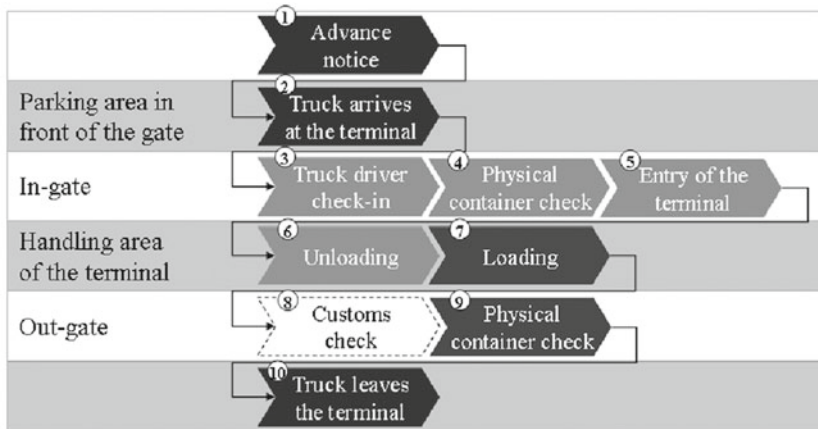 1
Advance
notice
Parking area in
front of the gate
2
Truck arrives
at the terminal
In-gate
3
Truck driver
check-in
4
Physical
container check
5
Entry of the
terminal
Handling area
of the terminal
6
Unloading
7
Loading
Out-gate
8
Customs
check
9
Physical
container check
10
Truck leaves
the terminal